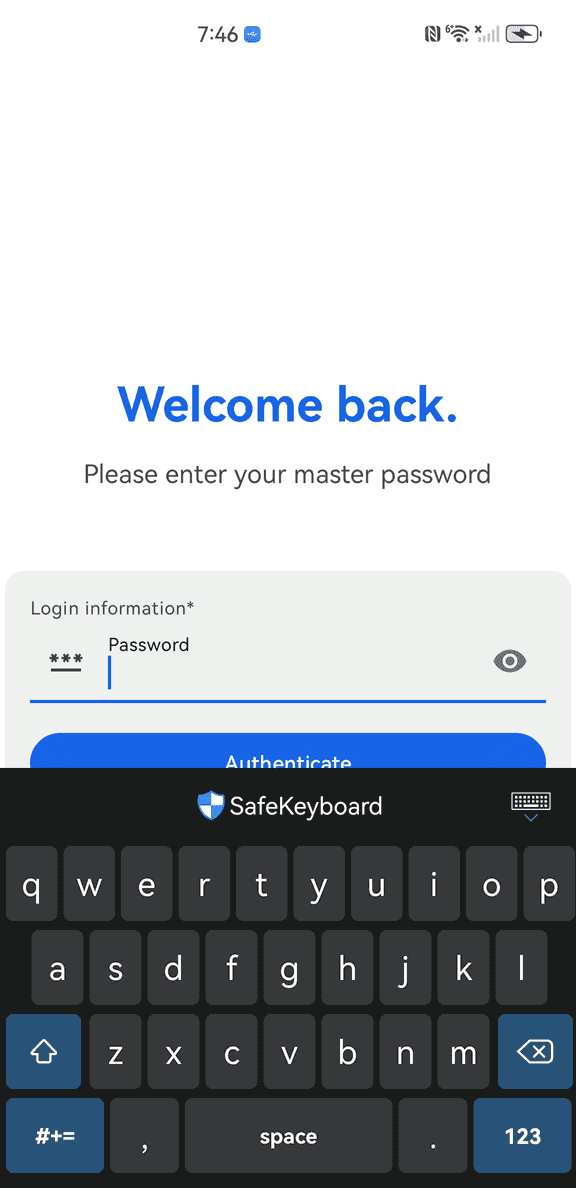 7:46
Welcome back.
Please enter your master password
Login information*
Password
***
Authenticate
SafeKeyboard
q w e r t y u i o p
a s d f g h j k l
z x c v b n m
#+= , space . 123